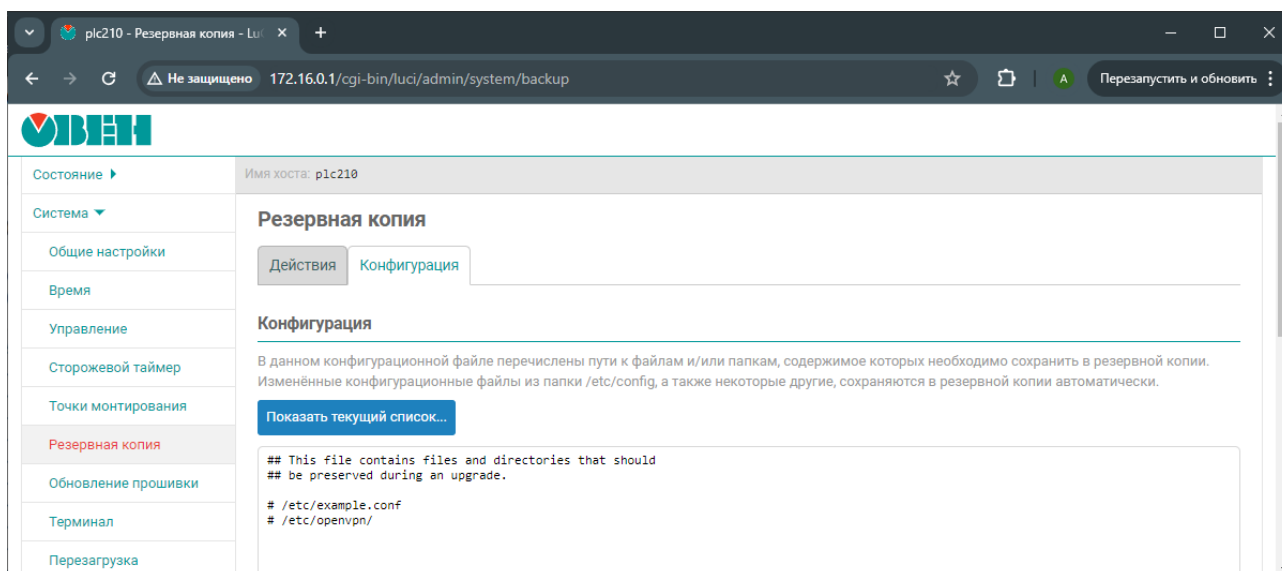 plc210 - Резервная копия - Lu
Не защищено 172.16.0.1/cgi-bin/luci/admin/system/backup
A
Перезапустить и обновить
ОВЕН
Состояние
Имя хоста: plc210
Система
Резервная копия
Общие настройки
Действия Конфигурация
Время
Управление
Конфигурация
Сторожевой таймер
В данном конфигурационной файле перечислены пути к файлам и/или папкам, содержимое которых необходимо сохранить в резервной копии.
Изменённые конфигурационные файлы из папки /etc/config, а также некоторые другие, сохраняются в резервной копии автоматически.
Точки монтирования
Показать текущий список...
Резервная копия
## This file contains files and directories that should
## be preserved during an upgrade.
Обновление прошивки
# /etc/example.conf
# /etc/openvpn/
Терминал
Перезагрузка